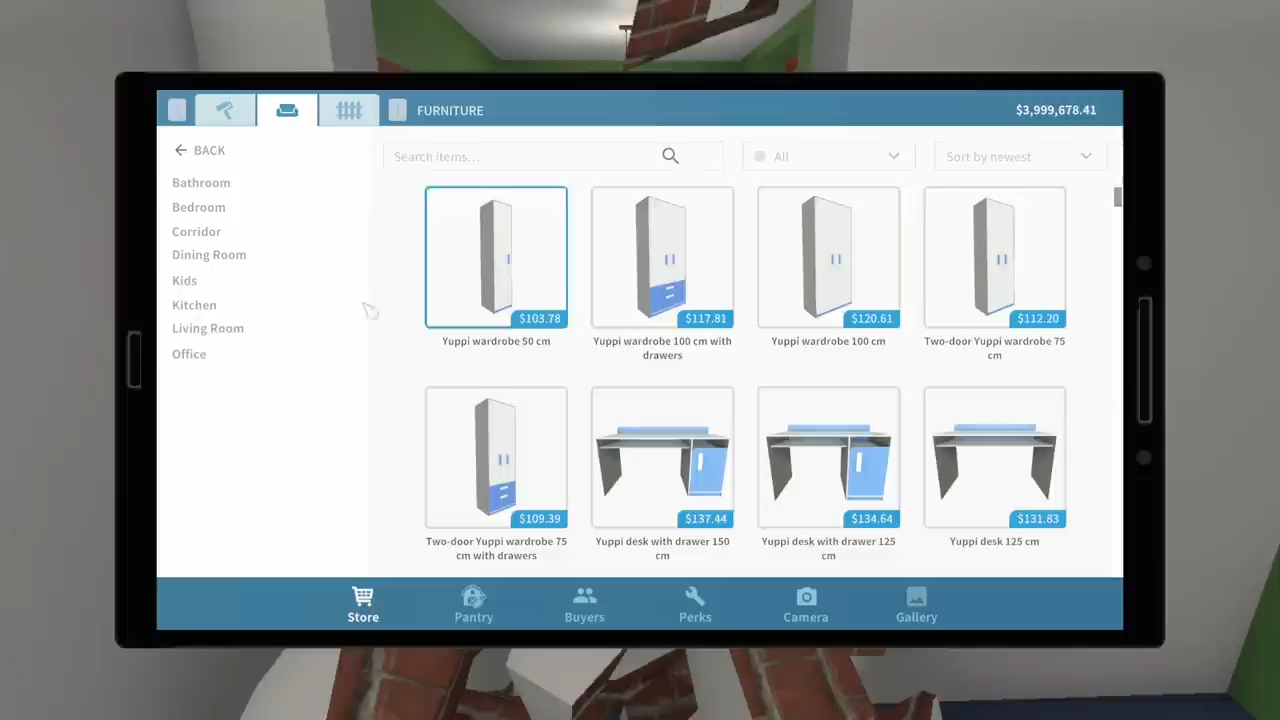 FURNITURE
$3,999,678.41
BACK
Search items...
All
Sort by newest
Bathroom
Bedroom
Corridor
Dining Room
Kids
Kitchen
Living Room
Office
$103.78
$117.81
$120.61
$112.20
Yuppi wardrobe 50 cm
Yuppi wardrobe 100 cm with
drawers
Yuppi wardrobe 100 cm
Two-door Yuppi wardrobe 75
cm
$109.39
$137.44
$134.64
$131.83
Two-door Yuppi wardrobe 75
cm with drawers
Yuppi desk with drawer 150
cm
Yuppi desk with drawer 125
cm
Yuppi desk 125 cm
Store
Pantry
Buyers
Perks
Camera
Gallery